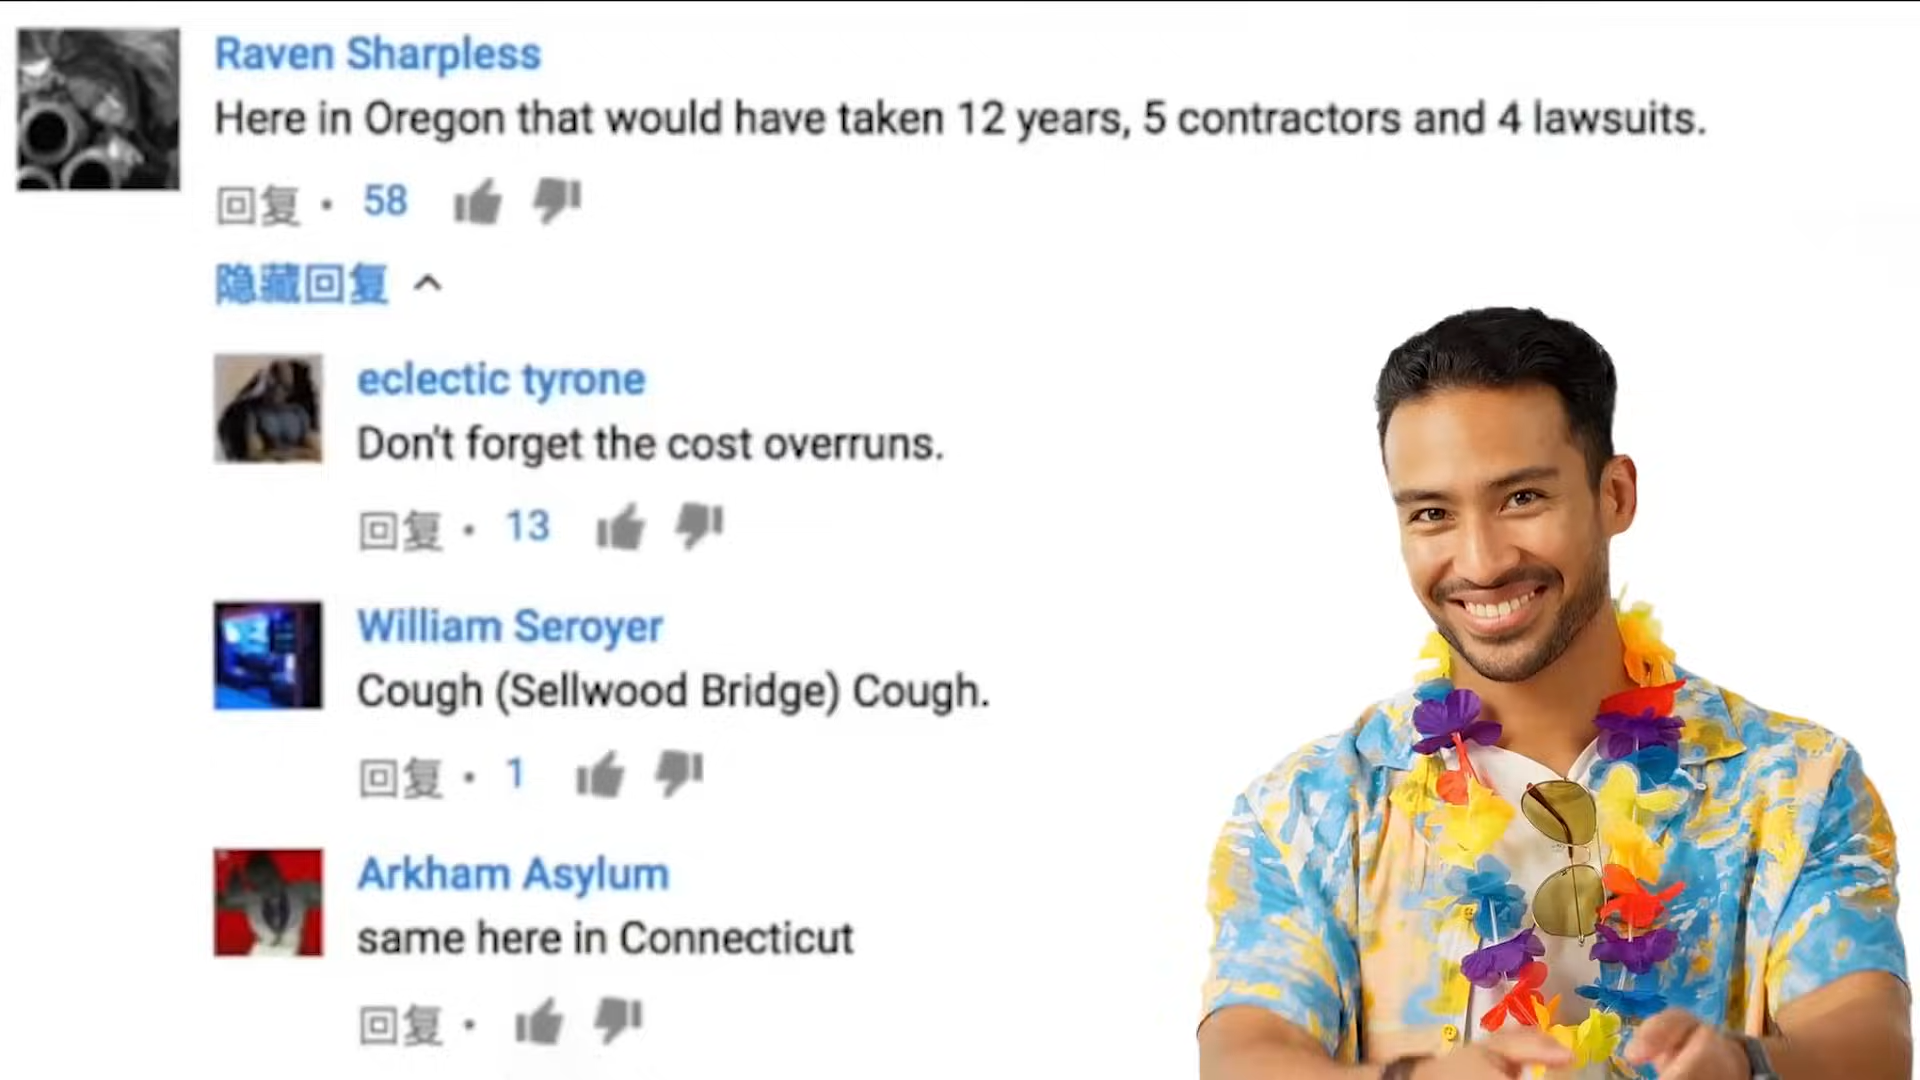 Raven Sharpless
Here in Oregon that would have taken 12 years, 5 contractors and 4 lawsuits.
回复 · 58
隐藏回复
eclectic tyrone
Don't forget the cost overruns.
回复 · 13
William Seroyer
Cough (Sellwood Bridge) Cough.
回复 · 1
Arkham Asylum
same here in Connecticut
回复 ·